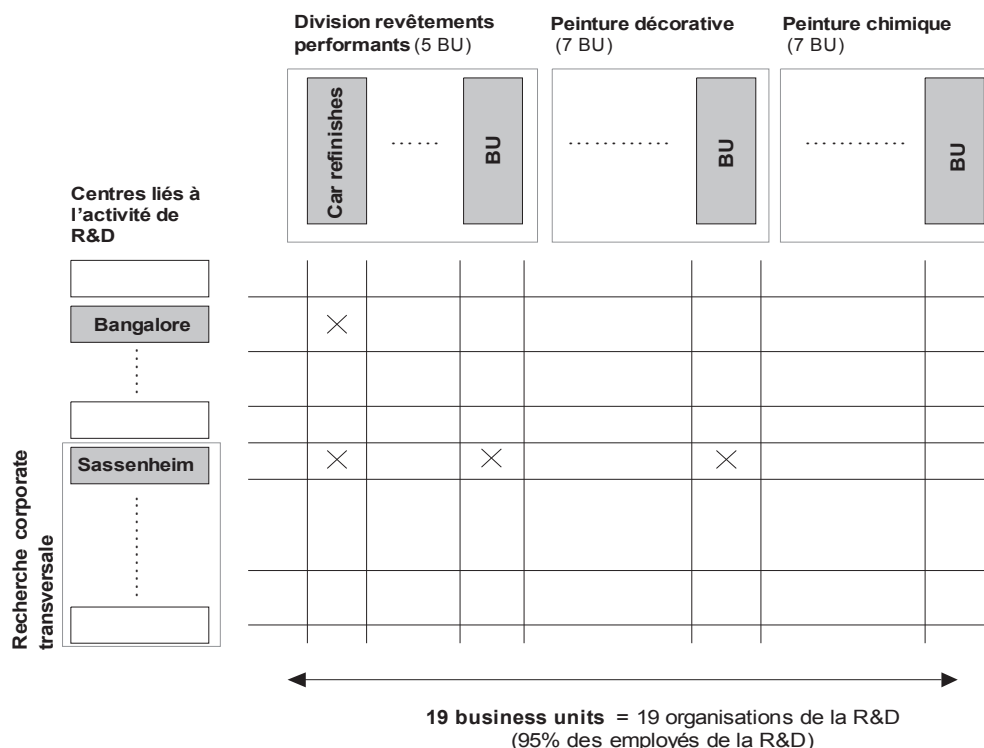 Division revêtements
performants (5 BU)
Peinture décorative
(7 BU)
Peinture chimique
(7 BU)
Car refinishes
BU
BU
BU
Centres liés à
l'activité de
R&D
Bangalore
Sassenheim
Recherche corporate
transversale
19 business units = 19 organisations de la R&D
(95% des employés de la R&D)